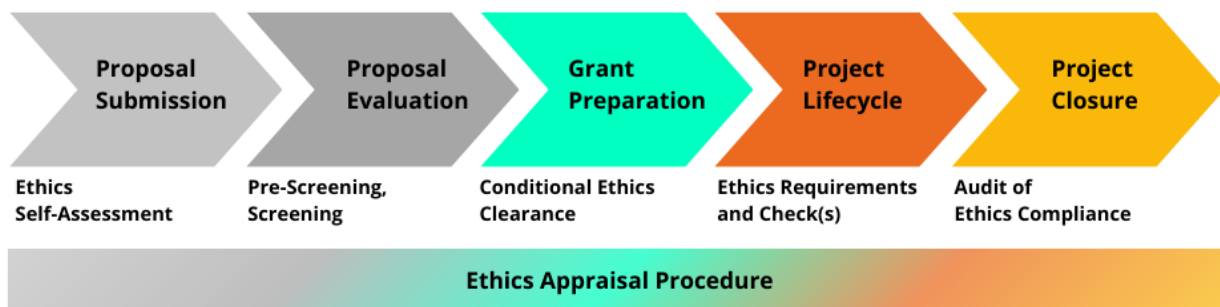 Proposal
Submission
Proposal
Evaluation
Grant
Preparation
Project
Lifecycle
Project
Closure
Ethics
Self-Assessment
Pre-Screening,
Screening
Conditional Ethics
Clearance
Ethics Requirements
and Check(s)
Audit of
Ethics Compliance
Ethics Appraisal Procedure